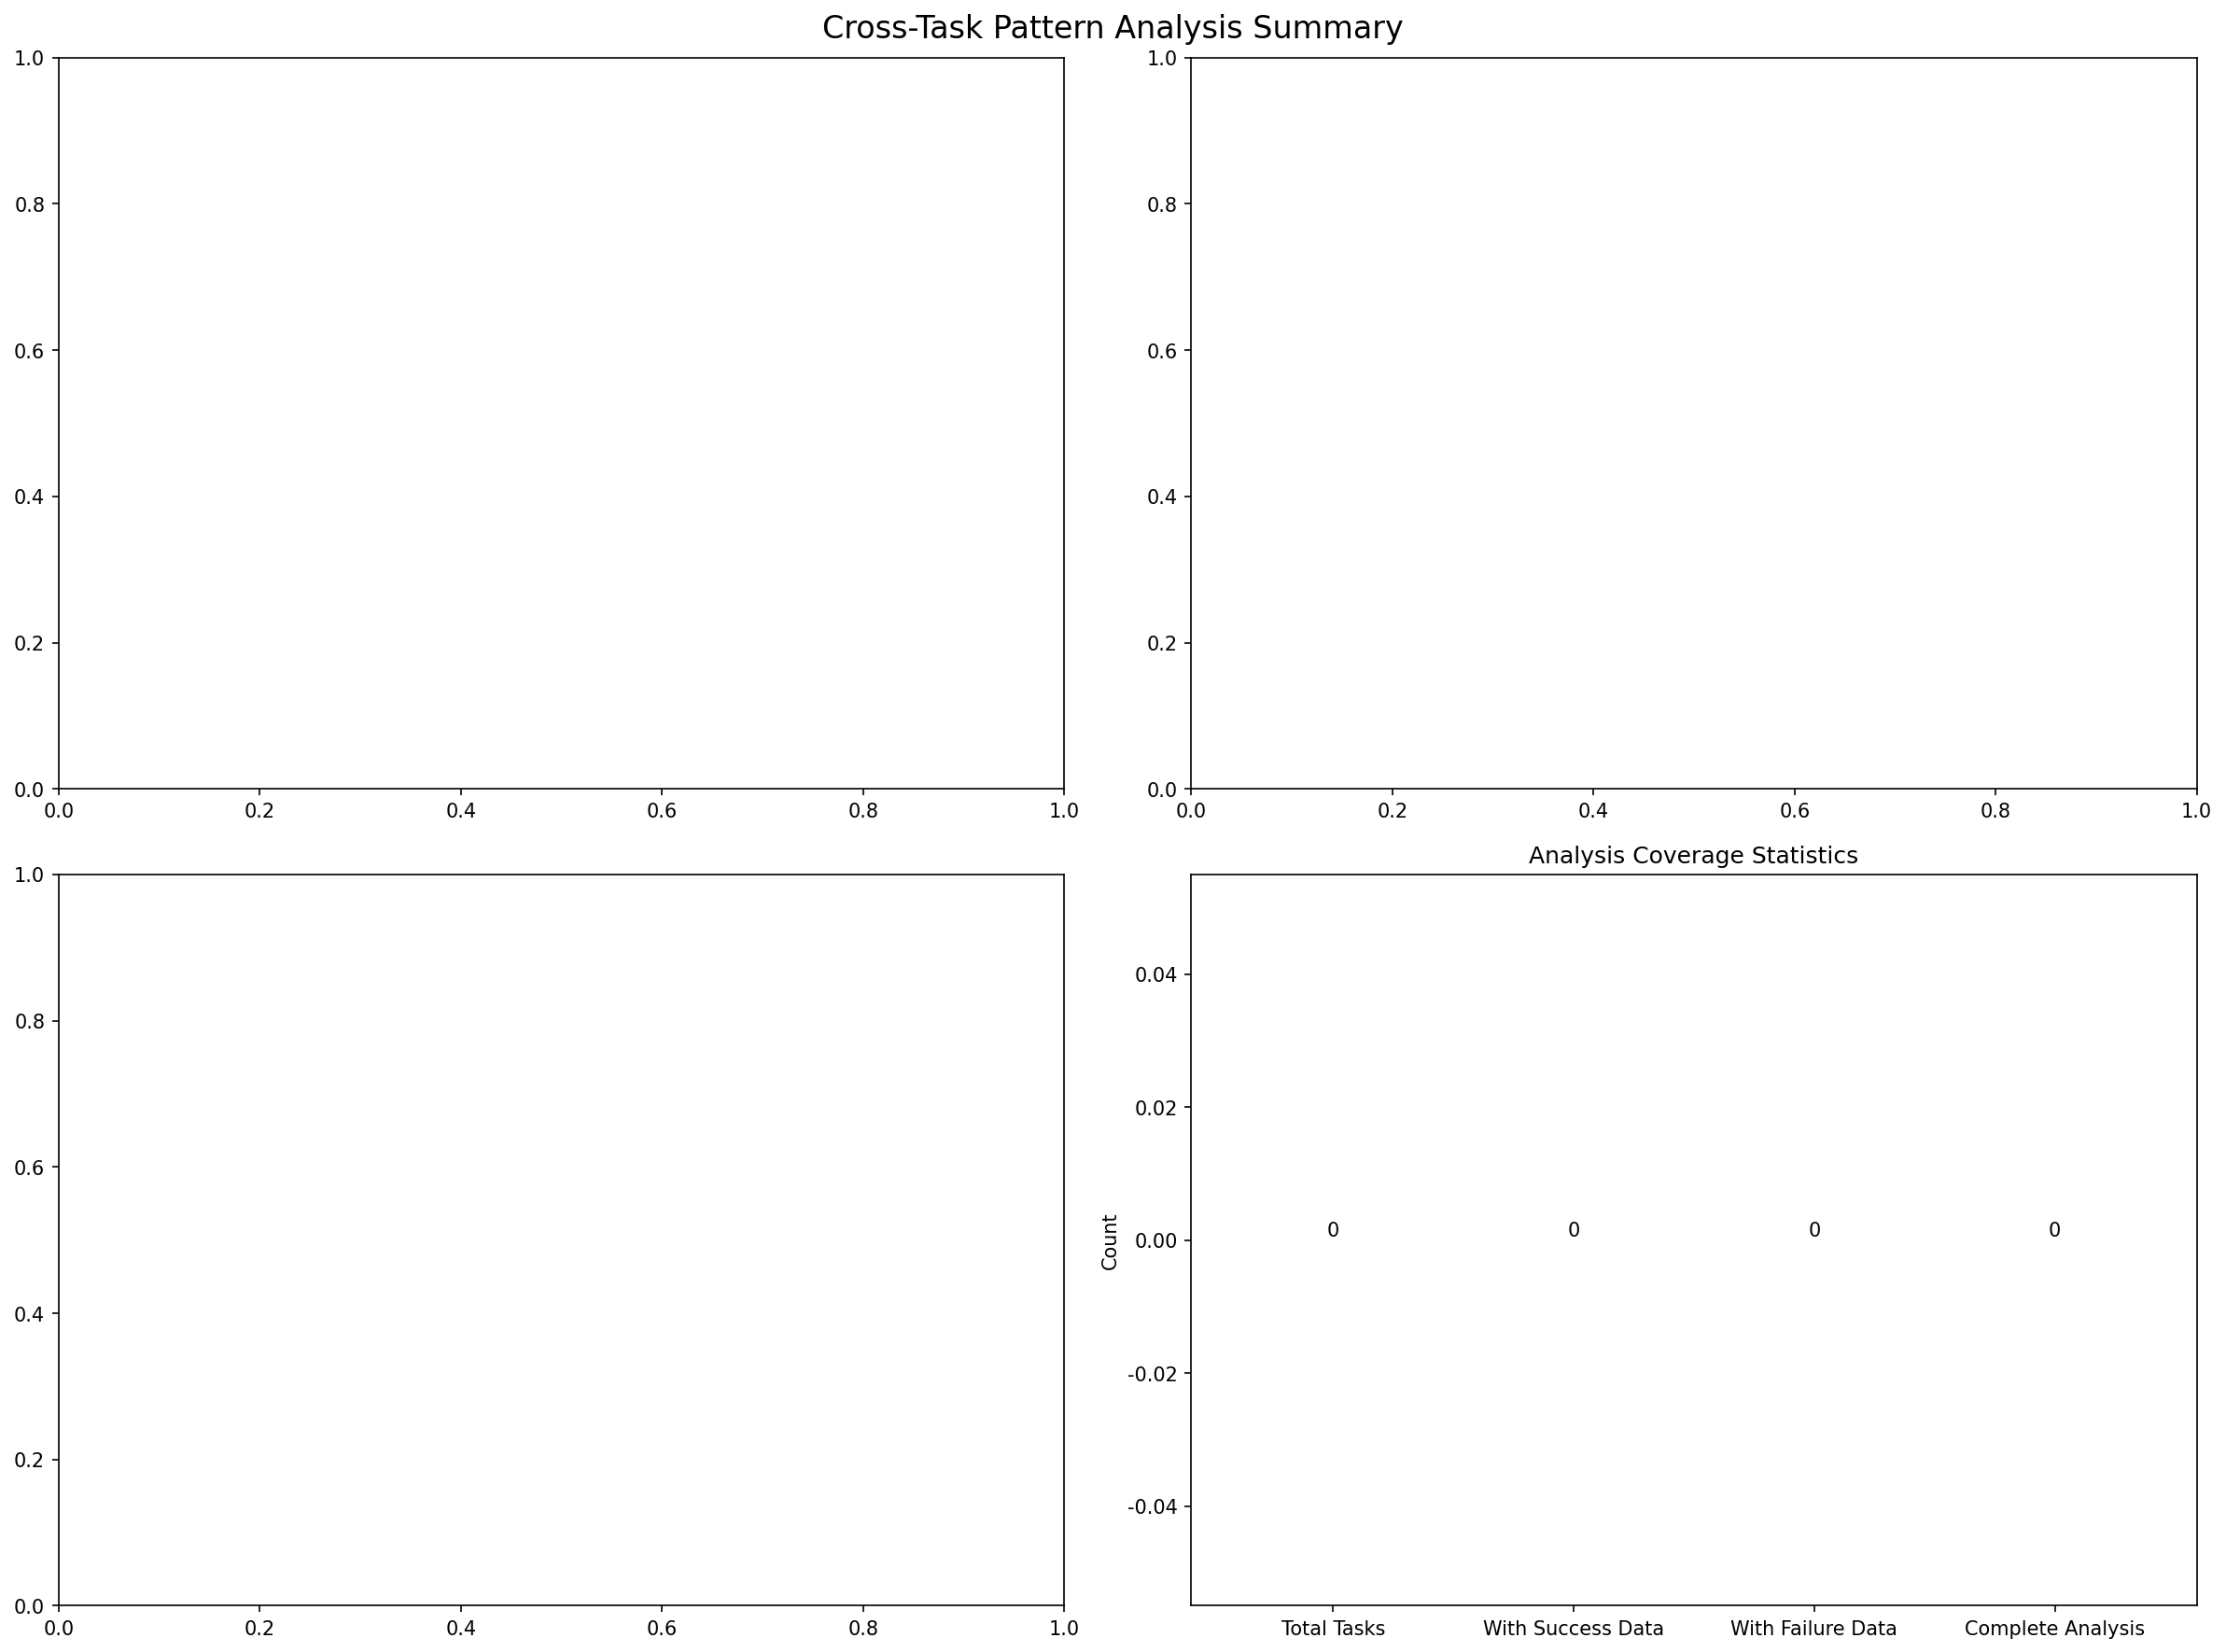 Cross-Task Pattern Analysis Summary
1.0
0.8
0.6
0.4
0.2
0.0
0.0 0.2 0.4 0.6 0.8 1.0
1.0
0.8
0.6
0.4
0.2
0.0
0.0 0.2 0.4 0.6 0.8 1.0
1.0
0.8
0.6
0.4
0.2
0.0
0.0 0.2 0.4 0.6 0.8 1.0
Analysis Coverage Statistics
Count
0.04
0.02
0.00
-0.02
-0.04
0 0 0 0
Total Tasks With Success Data With Failure Data Complete Analysis